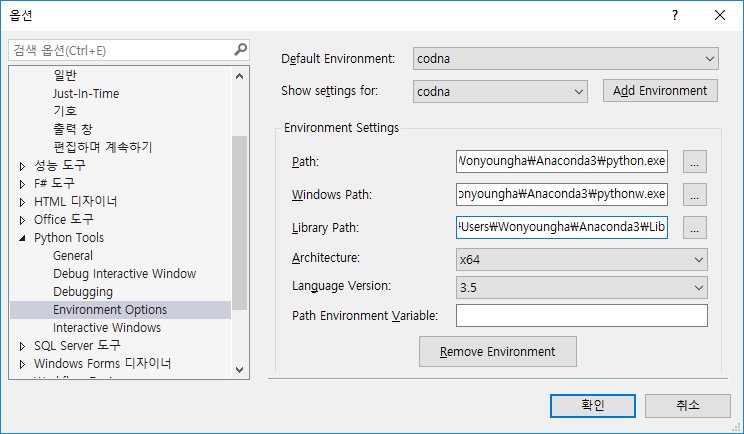 옵션
검색 옵션(Ctrl+E)
일반
Just-In-Time
기호
출력 창
편집하며 계속하기
성능 도구
F# 도구
HTML 디자이너
Office 도구
Python Tools
General
Debug Interactive Window
Debugging
Environment Options
Interactive Windows
SQL Server 도구
Windows Forms 디자이너
Default Environment: codna
Show settings for: codna Add Environment
Environment Settings
Path: Wonyoungha₩Anaconda3₩python.exe ...
Windows Path: onyoungha₩Anaconda3₩pythonw.exe ...
Library Path: ₩Users₩Wonyoungha₩Anaconda3₩Lib ...
Architecture: x64
Language Version: 3.5
Path Environment Variable:
Remove Environment
확인 취소